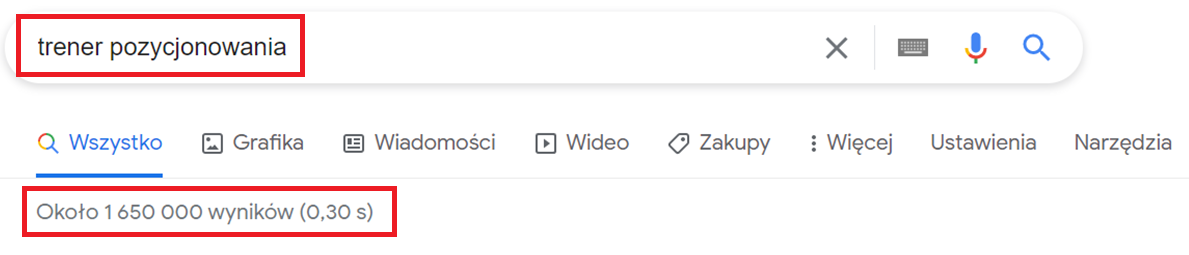 trener pozycjonowania
Wszystko Grafika Wiadomości Wideo Zakupy Więcej Ustawienia Narzędzia
Około 1 650 000 wyników (0,30 s)